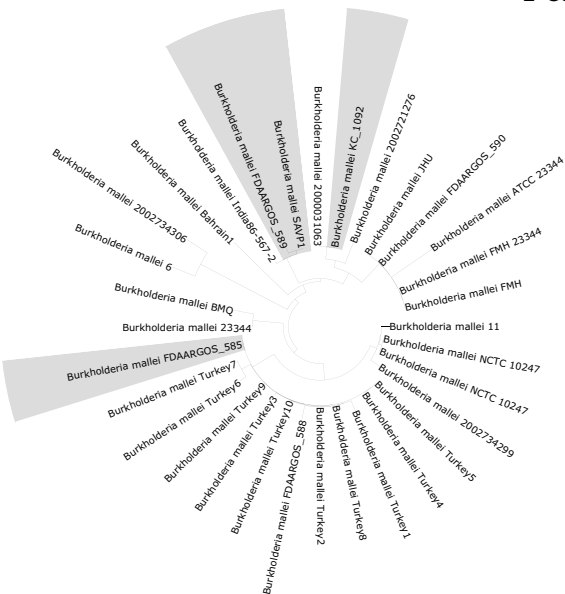 Burkholderia mallei 2000031063
Burkholderia mallei KC_1092
Burkholderia mallei 2002721276
Burkholderia mallei JHU
Burkholderia mallei FDAARGOS_590
Burkholderia mallei ATCC 23344
Burkholderia mallei FMH 23344
Burkholderia mallei FMH
Burkholderia mallei 11
Burkholderia mallei NCTC 10247
Burkholderia mallei NCTC 10247
Burkholderia mallei 2002734299
Burkholderia mallei Turkey5
Burkholderia mallei Turkey4
Burkholderia mallei Turkey1
Burkholderia mallei Turkey8
Burkholderia mallei Turkey2
Burkholderia mallei FDAARGOS_588
Burkholderia mallei Turkey10
Burkholderia mallei Turkey3
Burkholderia mallei Turkey9
Burkholderia mallei Turkey6
Burkholderia mallei Turkey7
Burkholderia mallei FDAARGOS_585
Burkholderia mallei 23344
Burkholderia mallei BMQ
Burkholderia mallei 6
Burkholderia mallei 2002734306
Burkholderia mallei Bahrain1
Burkholderia mallei India86-567-2
Burkholderia mallei FDAARGOS_589
Burkholderia mallei SAVP1